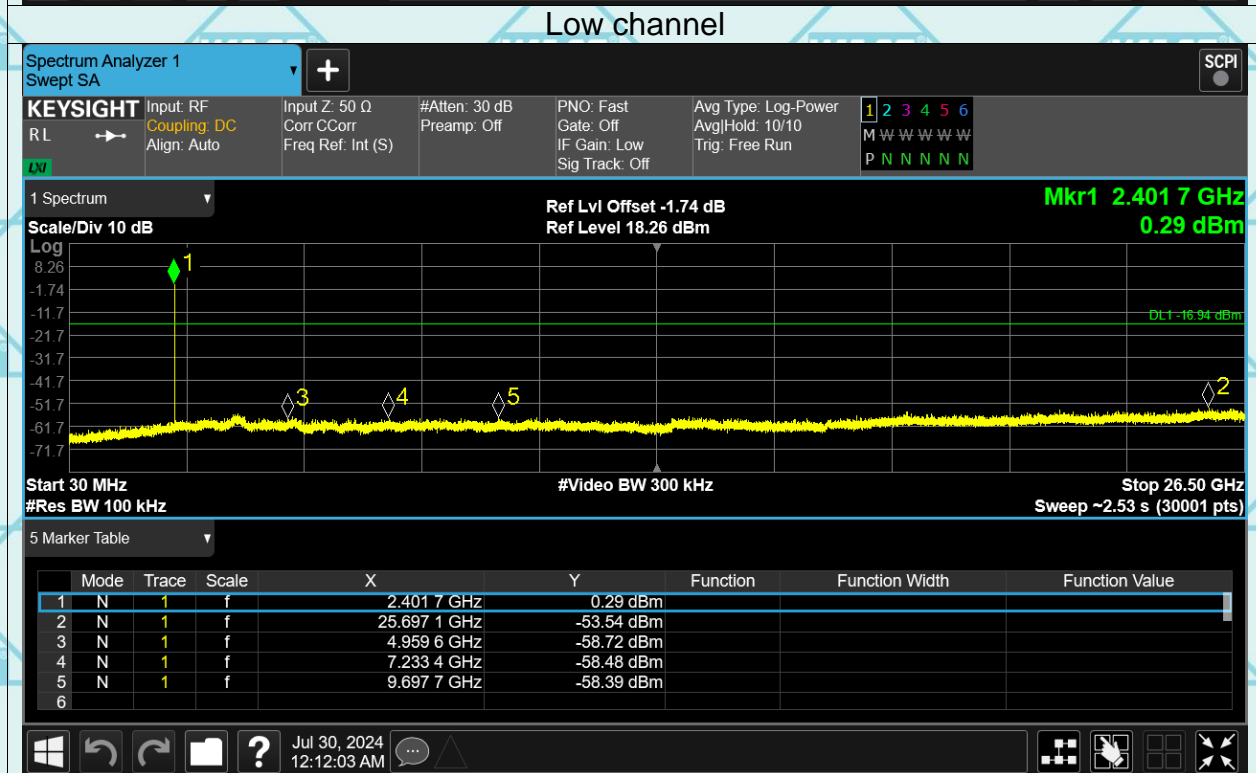 Low channel
Spectrum Analyzer 1
Swept SA
+
SCPI
KEYSIGHT Input: RF Input Z: 50 Ω #Atten: 30 dB PNO: Fast Avg Type: Log-Power 1 2 3 4 5 6
RL Coupling: DC Corr CCorr Preamp: Off Gate: Off Avg|Hold: 10/10 M W W W W W
Align: Auto Freq Ref: Int (S) IF Gain: Low Trig: Free Run
LXI Sig Track: Off P N N N N N
1 Spectrum Ref Lvl Offset -1.74 dB Mkr1 2.401 7 GHz
Scale/Div 10 dB Ref Level 18.26 dBm 0.29 dBm
Log
8.26 1
-1.74
-11.7 DL1 -16.94 dBm
-21.7
-31.7
-41.7 2
-51.7 3 4 5
-61.7
-71.7
Start 30 MHz #Video BW 300 kHz Stop 26.50 GHz
#Res BW 100 kHz Sweep ~2.53 s (30001 pts)
5 Marker Table
Mode Trace Scale X Y Function Function Width Function Value
1 N 1 f 2.401 7 GHz 0.29 dBm
2 N 1 f 25.697 1 GHz -53.54 dBm
3 N 1 f 4.959 6 GHz -58.72 dBm
4 N 1 f 7.233 4 GHz -58.48 dBm
5 N 1 f 9.697 7 GHz -58.39 dBm
6
? Jul 30, 2024
12:12:03 AM